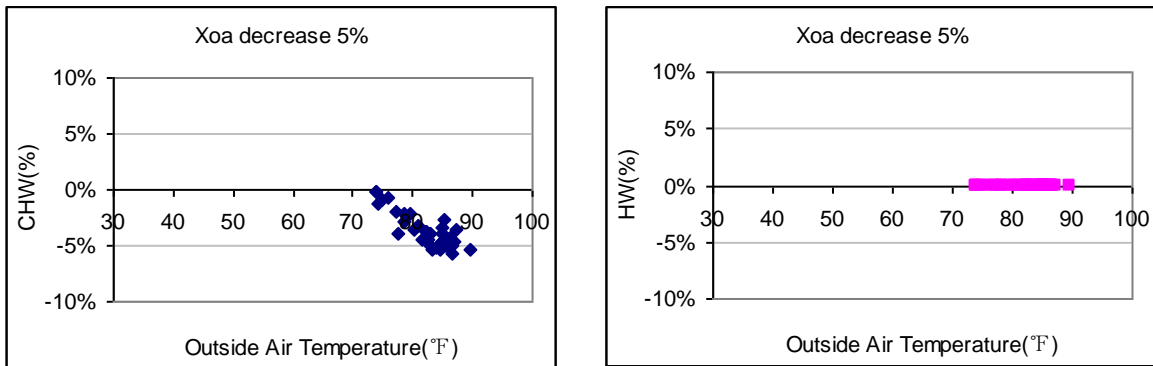 Xoa decrease 5%
10%
5%
0%
-5%
-10%
30 40 50 60 70 80 90 100
CHW(%)
Outside Air Temperature(℉)
Xoa decrease 5%
10%
5%
0%
-5%
-10%
30 40 50 60 70 80 90 100
HW(%)
Outside Air Temperature(℉)